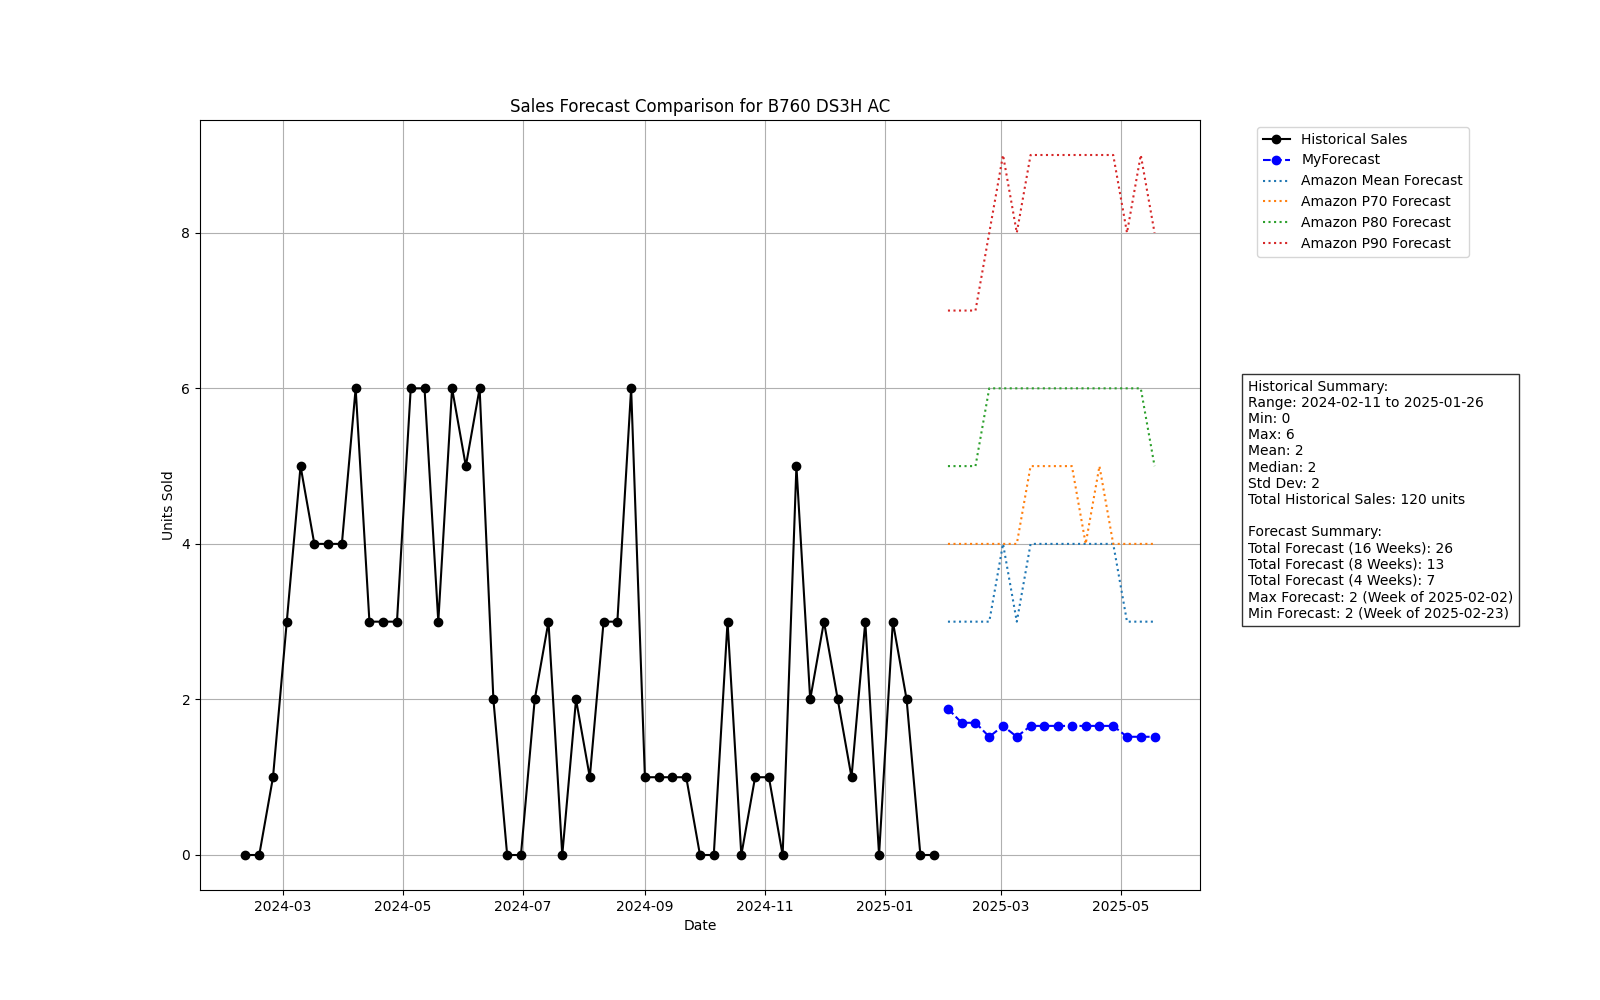 Sales Forecast Comparison for B760 DS3H AC
Units Sold
8
6
4
2
0
2024-03
2024-05
2024-07
2024-09
2024-11
2025-01
2025-03
2025-05
Date
Historical Sales
MyForecast
Amazon Mean Forecast
Amazon P70 Forecast
Amazon P80 Forecast
Amazon P90 Forecast
Historical Summary:
Range: 2024-02-11 to 2025-01-26
Min: 0
Max: 6
Mean: 2
Median: 2
Std Dev: 2
Total Historical Sales: 120 units
Forecast Summary:
Total Forecast (16 Weeks): 26
Total Forecast (8 Weeks): 13
Total Forecast (4 Weeks): 7
Max Forecast: 2 (Week of 2025-02-02)
Min Forecast: 2 (Week of 2025-02-23)